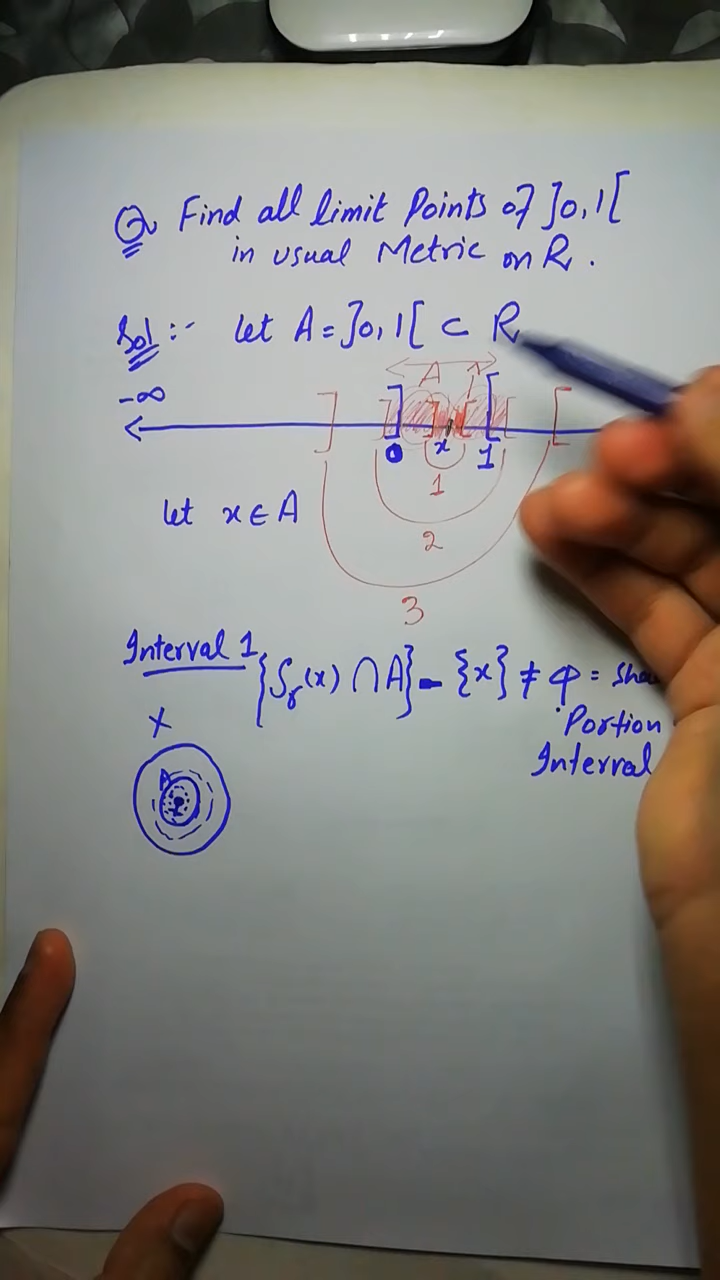 Q Find all limit Points of ]0,1[
in usual Metric on R.
Sol:- let A = ]0,1[ ⊂ R
A
-∞
0 x 1
1
let x ∈ A
2
3
Interval 1 {Sr(x) ∩ A} - {x} ≠ φ =
X
Portion
Interval
A